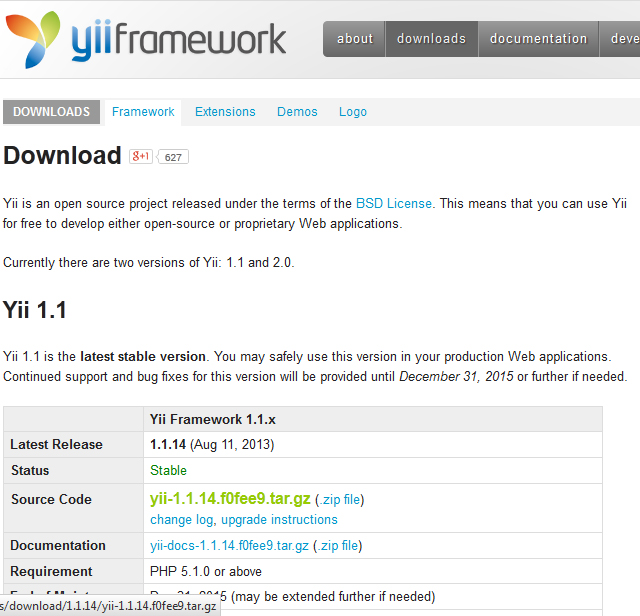 yiiframework
about downloads documentation deve
DOWNLOADS Framework Extensions Demos Logo
Download g+1 627
Yii is an open source project released under the terms of the BSD License. This means that you can use Yii
for free to develop either open-source or proprietary Web applications.
Currently there are two versions of Yii: 1.1 and 2.0.
Yii 1.1
Yii 1.1 is the latest stable version. You may safely use this version in your production Web applications.
Continued support and bug fixes for this version will be provided until December 31, 2015 or further if needed.
Yii Framework 1.1.x
Latest Release 1.1.14 (Aug 11, 2013)
Status Stable
Source Code yii-1.1.14.f0fee9.tar.gz (.zip file)
change log, upgrade instructions
Documentation yii-docs-1.1.14.f0fee9.tar.gz (.zip file)
Requirement PHP 5.1.0 or above
2015 (may be extended further if needed)
s/download/1.1.14/yii-1.1.14.f0fee9.tar.gz